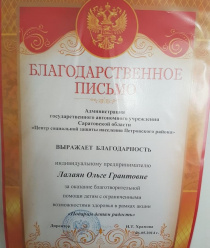 БЛАГОДАРСТВЕННОЕ
ПИСЬМО
Администрация
государственного автономного учреждения
Саратовской области
«Центр социальной защиты населения Петровского района»
ВЫРАЖАЕТ БЛАГОДАРНОСТЬ
индивидуальному предпринимателю
Лалаян Ольге Грантовне
за оказание благотворительной
помощи детям с ограниченными
возможностями здоровья в рамках акции
«Подарим детям радость»
Директор